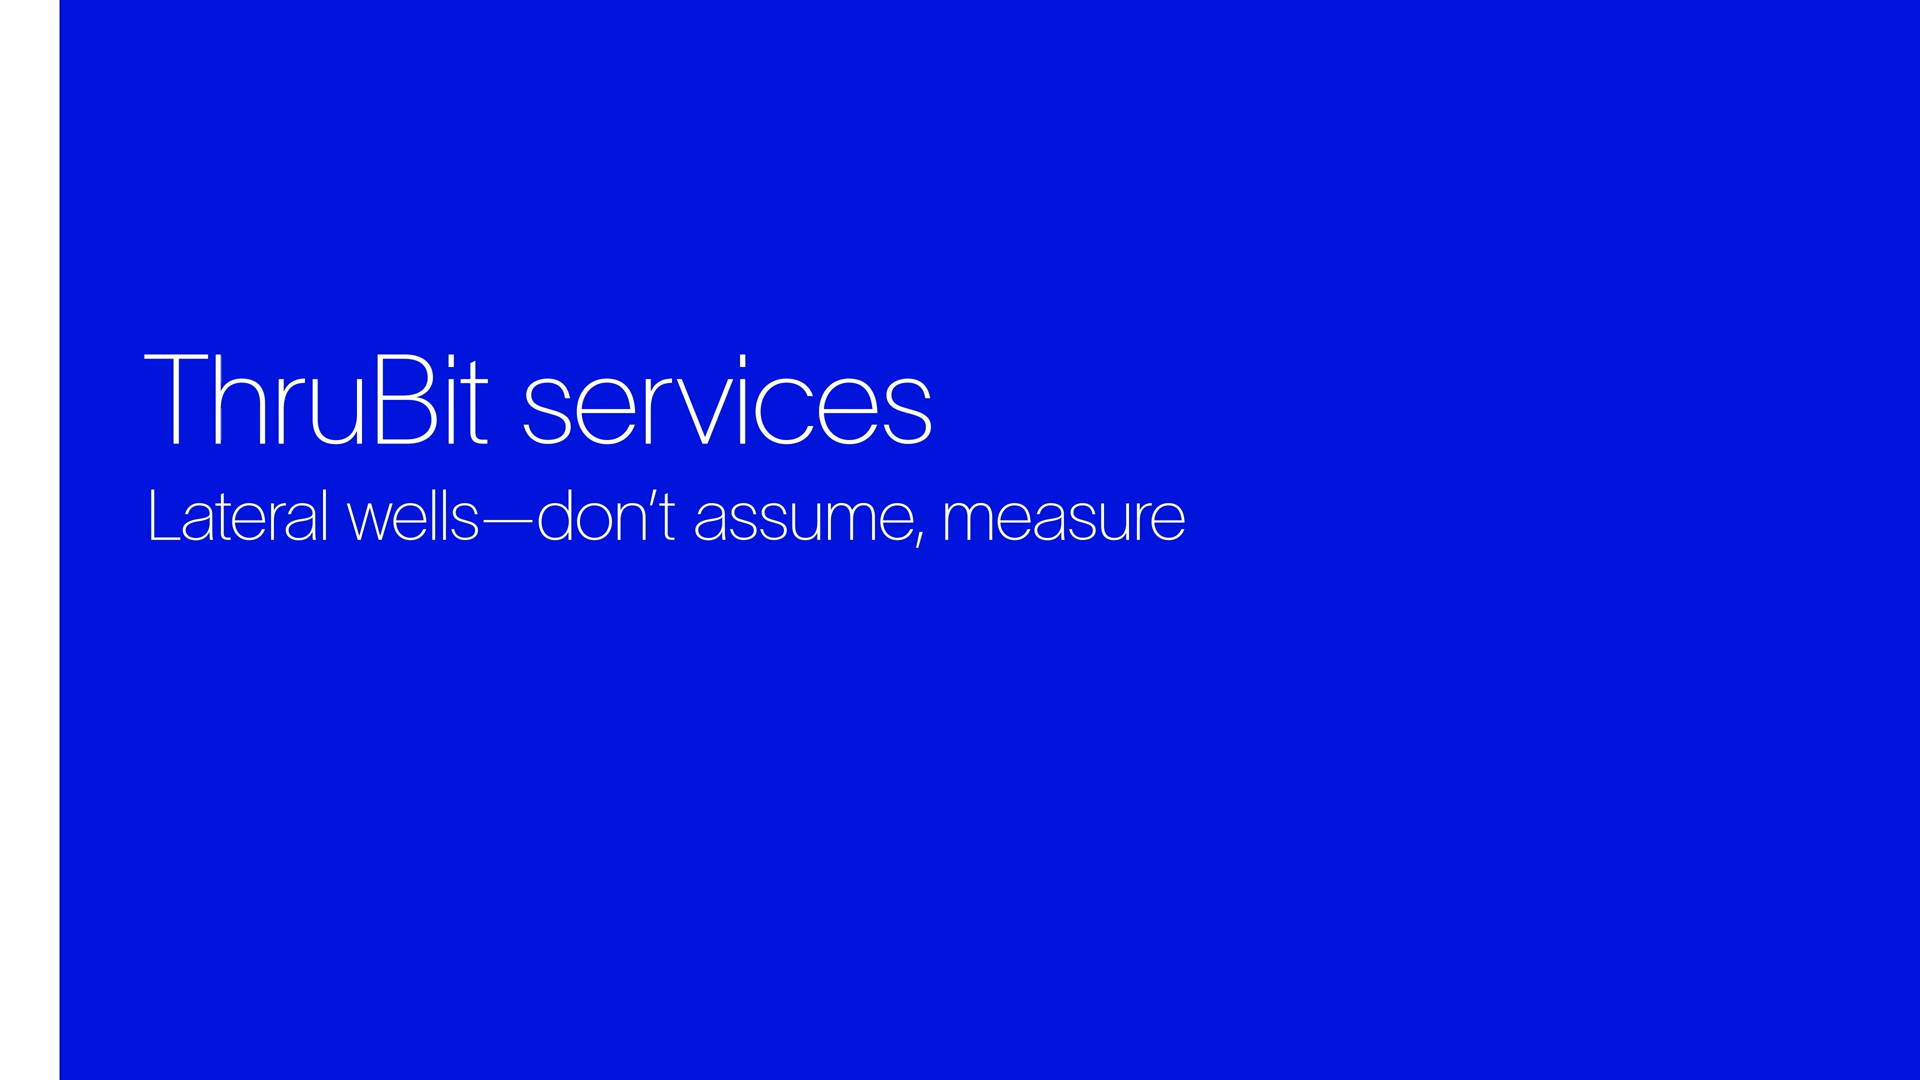 ThruBit services
Lateral wells—don’t assume, measure